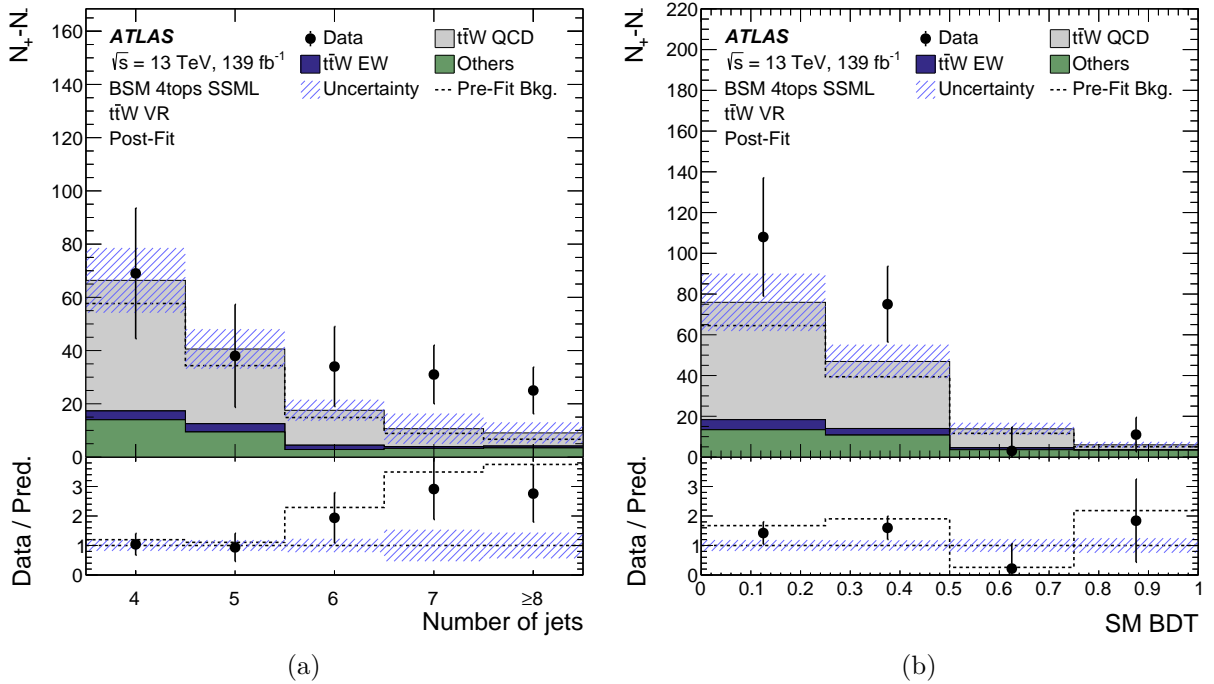 N₊-N₋
160
140
120
100
80
60
40
20
0
ATLAS
√s = 13 TeV, 139 fb⁻¹
BSM 4tops SSML
tt̄W VR
Post-Fit
Data
tt̄W QCD
tt̄W EW
Others
Uncertainty
Pre-Fit Bkg.
Data / Pred.
3
2
1
0
4 5 6 7 ≥8
Number of jets
(a)
N₊-N₋
220
200
180
160
140
120
100
80
60
40
20
0
ATLAS
√s = 13 TeV, 139 fb⁻¹
BSM 4tops SSML
tt̄W VR
Post-Fit
Data
tt̄W QCD
tt̄W EW
Others
Uncertainty
Pre-Fit Bkg.
Data / Pred.
3
2
1
0
0 0.1 0.2 0.3 0.4 0.5 0.6 0.7 0.8 0.9 1
SM BDT
(b)